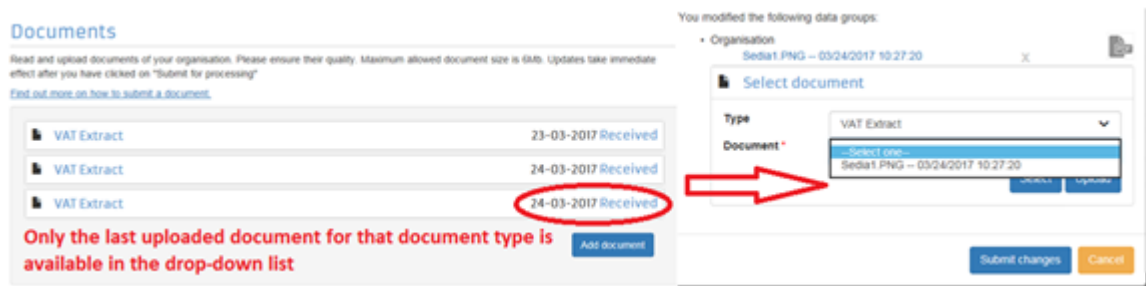 Documents
Read and upload documents of your organisation. Please ensure their quality. Maximum allowed document size is 6Mb. Updates take immediate
effect after you have clicked on "Submit for processing"
Find out more on how to submit a document.
VAT Extract 23-03-2017 Received
VAT Extract 24-03-2017 Received
VAT Extract 24-03-2017 Received
Only the last uploaded document for that document type is
available in the drop-down list
Add document
You modified the following data groups:
• Organisation
Sedia1.PNG -- 03/24/2017 10:27:20 X
Select document
Type VAT Extract
Document *
--Select one--
Sedia1.PNG -- 03/24/2017 10:27:20
Select Upload
Submit changes Cancel